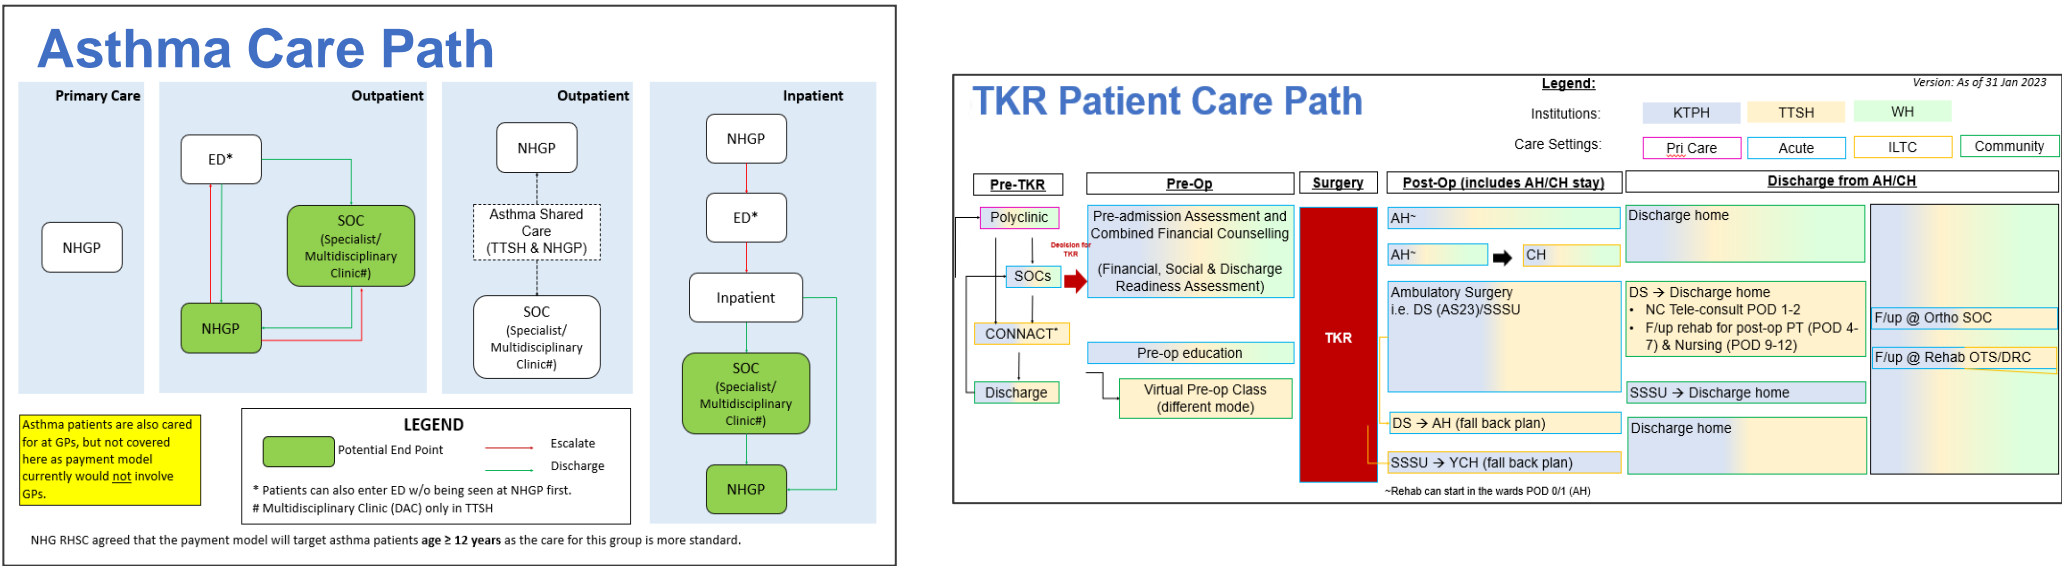 Asthma Care Path
Primary Care
NHGP
Outpatient
ED*
SOC
(Specialist/
Multidisciplinary
Clinic#)
NHGP
Outpatient
NHGP
Asthma Shared
Care
(TTSH & NHGP)
SOC
(Specialist/
Multidisciplinary
Clinic#)
Inpatient
NHGP
ED*
Inpatient
SOC
(Specialist/
Multidisciplinary
Clinic#)
NHGP
Asthma patients are also cared
for at GPs, but not covered
here as payment model
currently would not involve
GPs.
LEGEND
Potential End Point
Escalate
Discharge
* Patients can also enter ED w/o being seen at NHGP first.
# Multidisciplinary Clinic (DAC) only in TTSH
NHG RHSC agreed that the payment model will target asthma patients age ≥ 12 years as the care for this group is more standard.
TKR Patient Care Path
Legend:
Version: As of 31 Jan 2023
Institutions:
KTPH
TTSH
WH
Care Settings:
Pri Care
Acute
ILTC
Community
Pre-TKR
Polyclinic
SOCs
CONNACT*
Discharge
Decision for
TKR
Pre-Op
Pre-admission Assessment and
Combined Financial Counselling
(Financial, Social & Discharge
Readiness Assessment)
Pre-op education
Virtual Pre-op Class
(different mode)
Surgery
TKR
Post-Op (includes AH/CH stay)
AH~
AH~
CH
Ambulatory Surgery
i.e. DS (AS23)/SSSU
DS → AH (fall back plan)
SSSU → YCH (fall back plan)
~Rehab can start in the wards POD 0/1 (AH)
Discharge from AH/CH
Discharge home
DS → Discharge home
• NC Tele-consult POD 1-2
• F/up rehab for post-op PT (POD 4-
7) & Nursing (POD 9-12)
SSSU → Discharge home
Discharge home
F/up @ Ortho SOC
F/up @ Rehab OTS/DRC